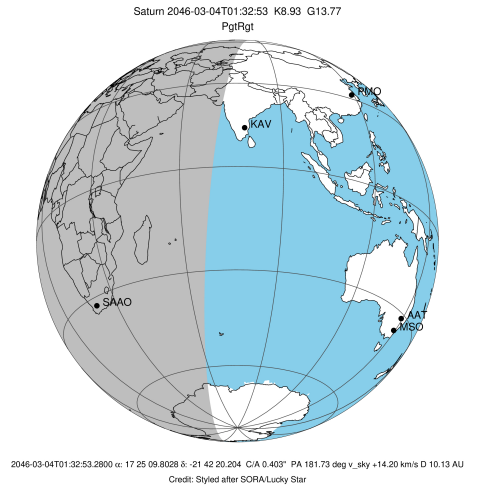 Saturn 2046-03-04T01:32:53 K8.93 G13.77
PgtRgt
PMO
KAV
SAAO
AAT
MSO
2046-03-04T01:32:53.2800 α: 17 25 09.8028 δ: -21 42 20.204 C/A 0.403" PA 181.73 deg v_sky +14.20 km/s D 10.13 AU
Credit: Styled after SORA/Lucky Star